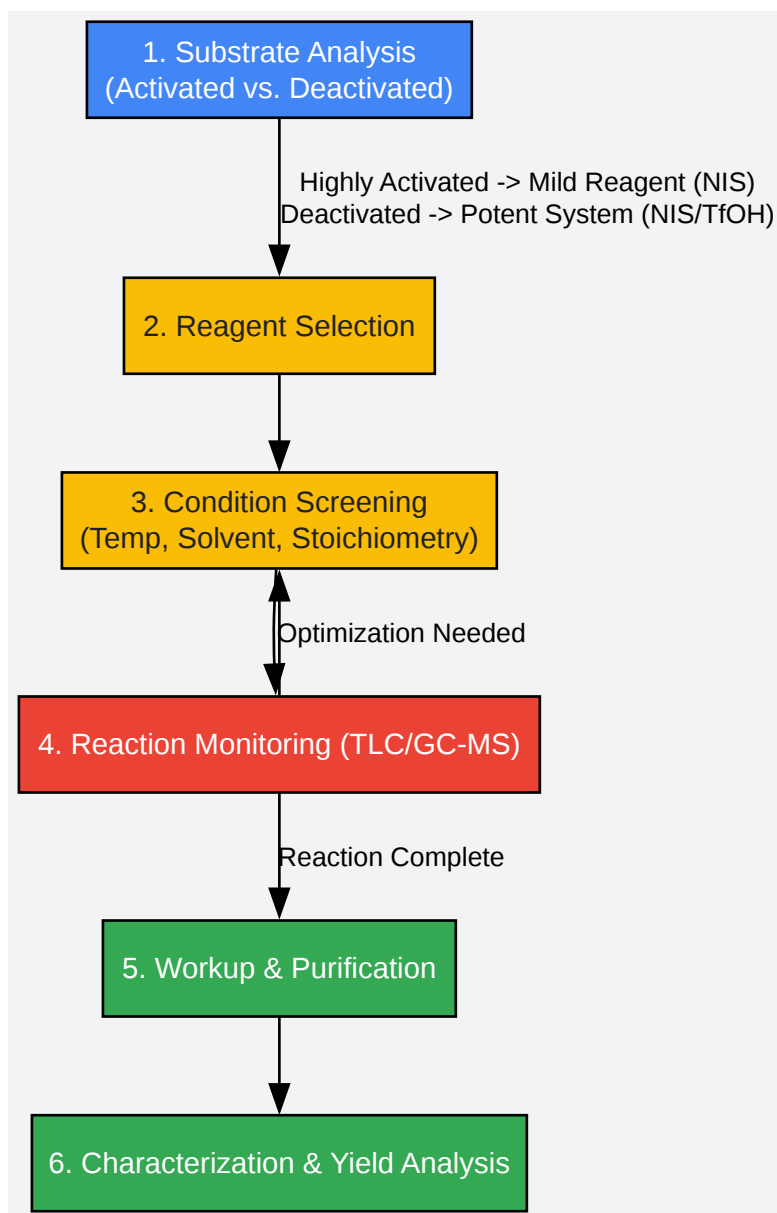 1. Substrate Analysis
(Activated vs. Deactivated)
Highly Activated -> Mild Reagent (NIS)
Deactivated -> Potent System (NIS/TfOH)
2. Reagent Selection
3. Condition Screening
(Temp, Solvent, Stoichiometry)
Optimization Needed
4. Reaction Monitoring (TLC/GC-MS)
Reaction Complete
5. Workup & Purification
6. Characterization & Yield Analysis